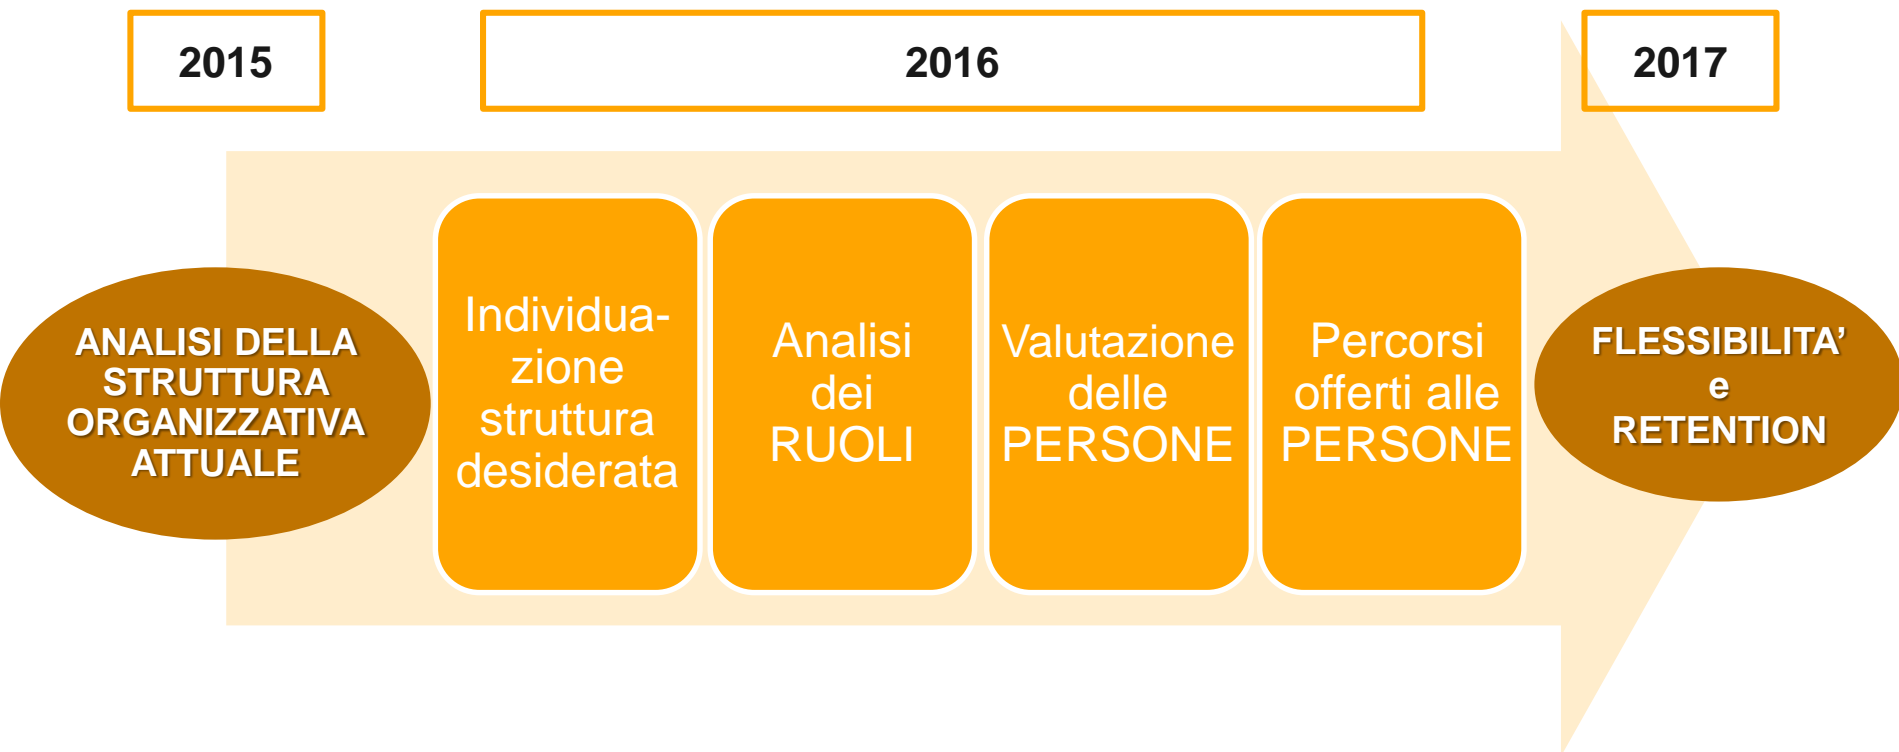 2015
2016
2017
ANALISI DELLA
STRUTTURA
ORGANIZZATIVA
ATTUALE
Individua-
zione
struttura
desiderata
Analisi
dei
RUOLI
Valutazione
delle
PERSONE
Percorsi
offerti alle
PERSONE
FLESSIBILITA’
e
RETENTION